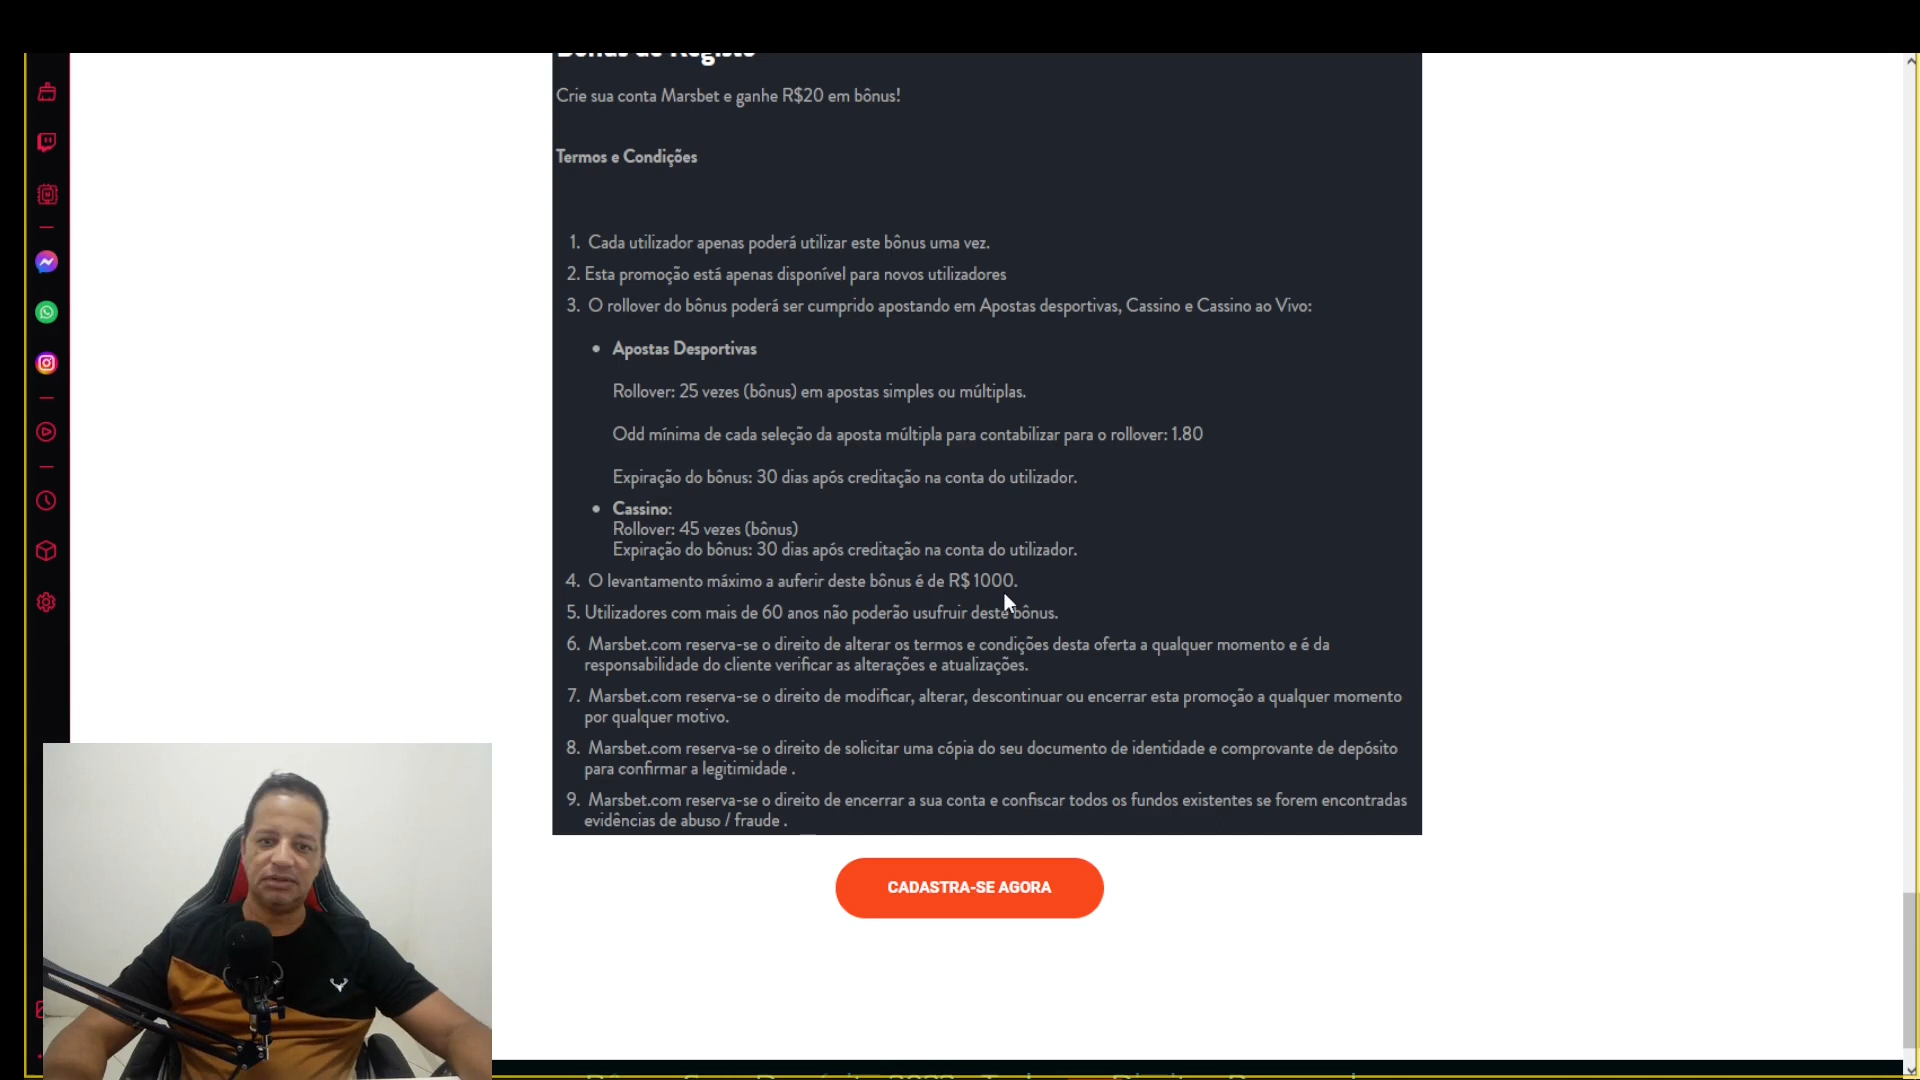 Bônus de Registo
Crie sua conta Marsbet e ganhe R$20 em bônus!
Termos e Condições
1. Cada utilizador apenas poderá utilizar este bônus uma vez.
2. Esta promoção está apenas disponível para novos utilizadores
3. O rollover do bônus poderá ser cumprido apostando em Apostas desportivas, Cassino e Cassino ao Vivo:
• Apostas Desportivas
Rollover: 25 vezes (bônus) em apostas simples ou múltiplas.
Odd mínima de cada seleção da aposta múltipla para contabilizar para o rollover: 1.80
Expiração do bônus: 30 dias após creditação na conta do utilizador.
• Cassino:
Rollover: 45 vezes (bônus)
Expiração do bônus: 30 dias após creditação na conta do utilizador.
4. O levantamento máximo a auferir deste bônus é de R$ 1000.
5. Utilizadores com mais de 60 anos não poderão usufruir deste bônus.
6. Marsbet.com reserva-se o direito de alterar os termos e condições desta oferta a qualquer momento e é da
responsabilidade do cliente verificar as alterações e atualizações.
7. Marsbet.com reserva-se o direito de modificar, alterar, descontinuar ou encerrar esta promoção a qualquer momento
por qualquer motivo.
8. Marsbet.com reserva-se o direito de solicitar uma cópia do seu documento de identidade e comprovante de depósito
para confirmar a legitimidade .
9. Marsbet.com reserva-se o direito de encerrar a sua conta e confiscar todos os fundos existentes se forem encontradas
evidências de abuso / fraude .
CADASTRA-SE AGORA